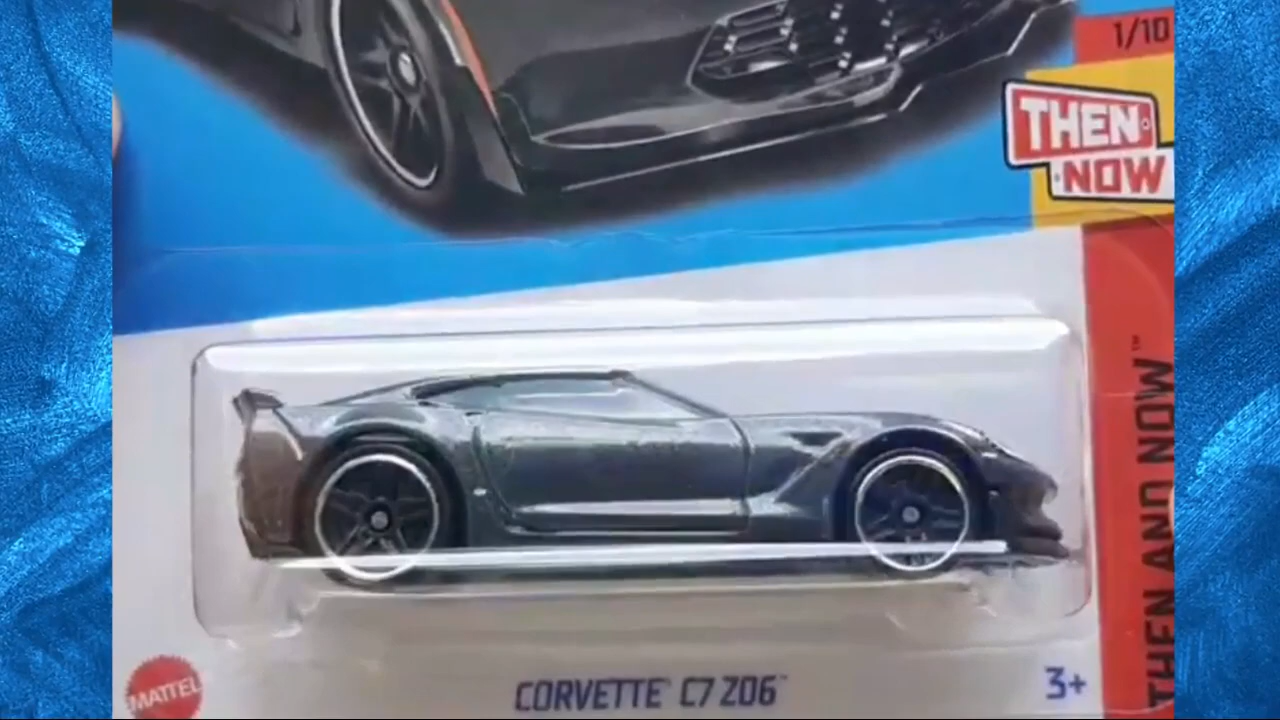 1/10
THEN
NOW
THEN AND NOW™
MATTEL
CORVETTE® C7 Z06™
3+